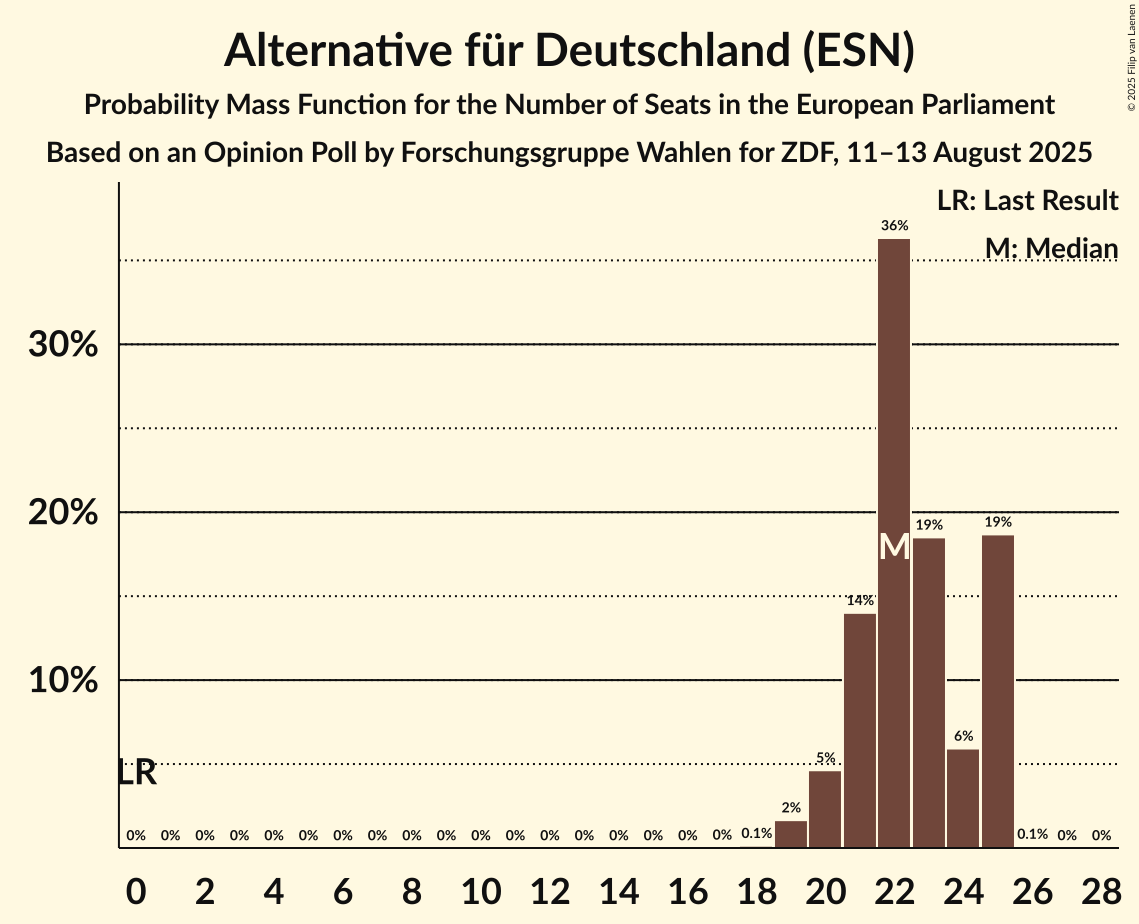 Alternative für Deutschland (ESN)
Probability Mass Function for the Number of Seats in the European Parliament
Based on an Opinion Poll by Forschungsgruppe Wahlen for ZDF, 11–13 August 2025
© 2025 Filip van Laenen
LR: Last Result
M: Median
36%
30%
20%
19% 19%
M
14%
10%
6%
5%
LR
2%
0% 0% 0% 0% 0% 0% 0% 0% 0% 0% 0% 0% 0% 0% 0% 0% 0% 0% 0.1% 0.1% 0% 0%
0 2 4 6 8 10 12 14 16 18 20 22 24 26 28